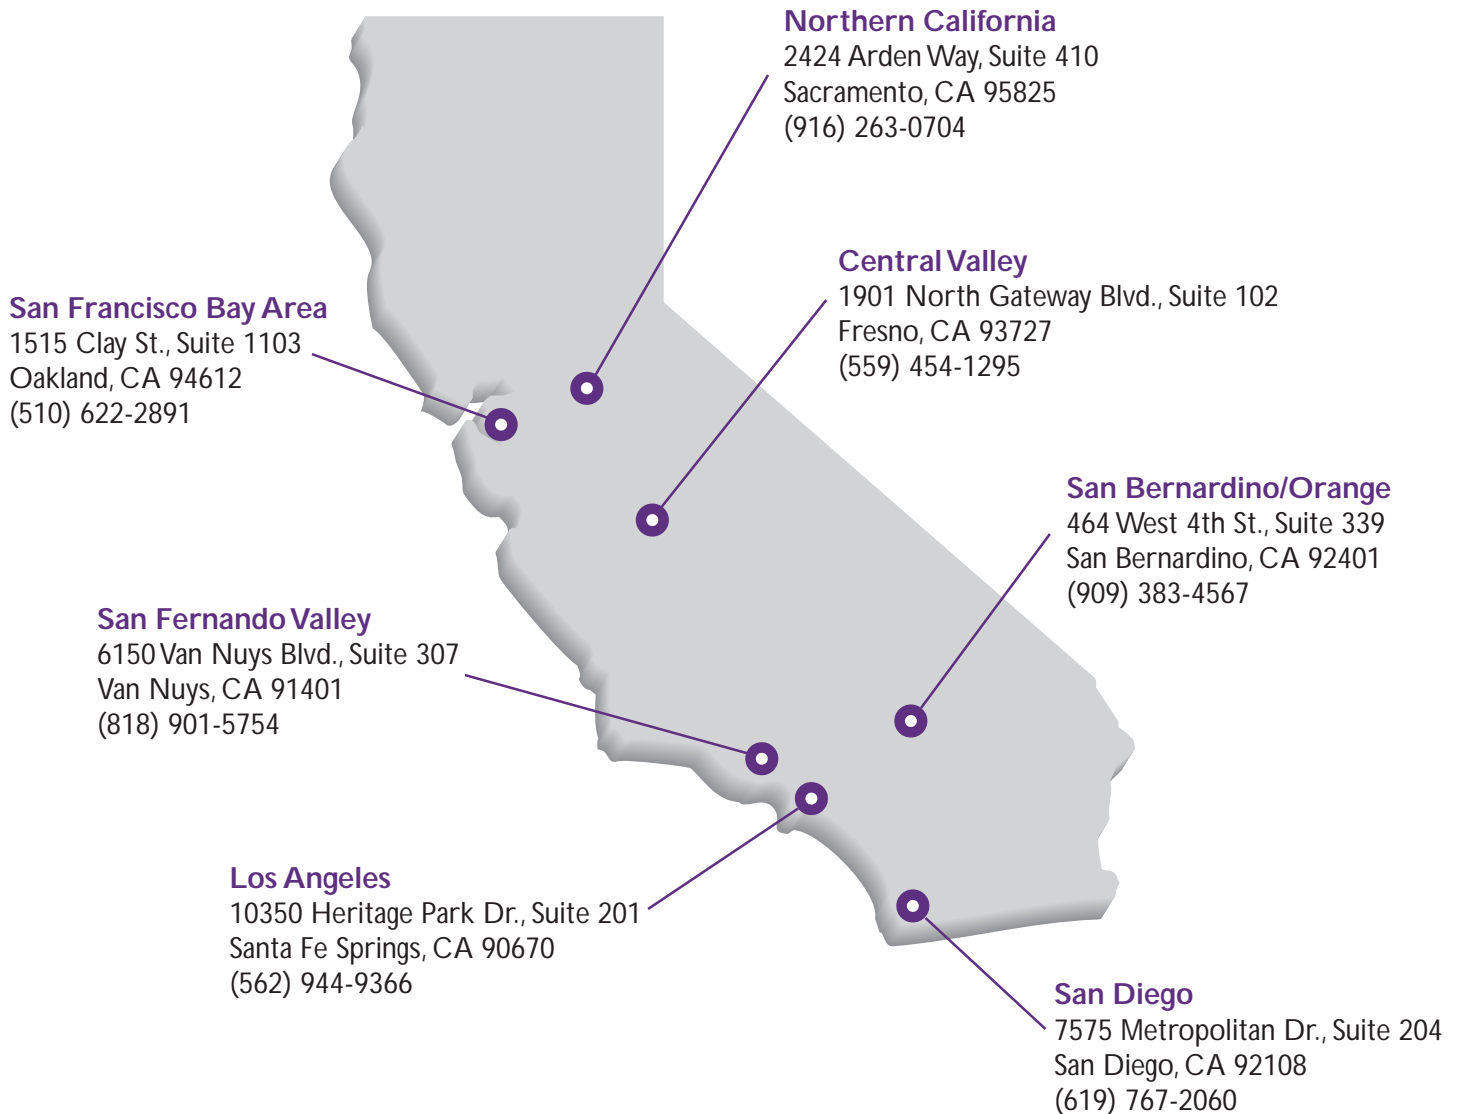 Northern California
2424 Arden Way, Suite 410
Sacramento, CA 95825
(916) 263-0704
Central Valley
1901 North Gateway Blvd., Suite 102
Fresno, CA 93727
(559) 454-1295
San Francisco Bay Area
1515 Clay St., Suite 1103
Oakland, CA 94612
(510) 622-2891
San Bernardino/Orange
464 West 4th St., Suite 339
San Bernardino, CA 92401
(909) 383-4567
San Fernando Valley
6150 Van Nuys Blvd., Suite 307
Van Nuys, CA 91401
(818) 901-5754
Los Angeles
10350 Heritage Park Dr., Suite 201
Santa Fe Springs, CA 90670
(562) 944-9366
San Diego
7575 Metropolitan Dr., Suite 204
San Diego, CA 92108
(619) 767-2060